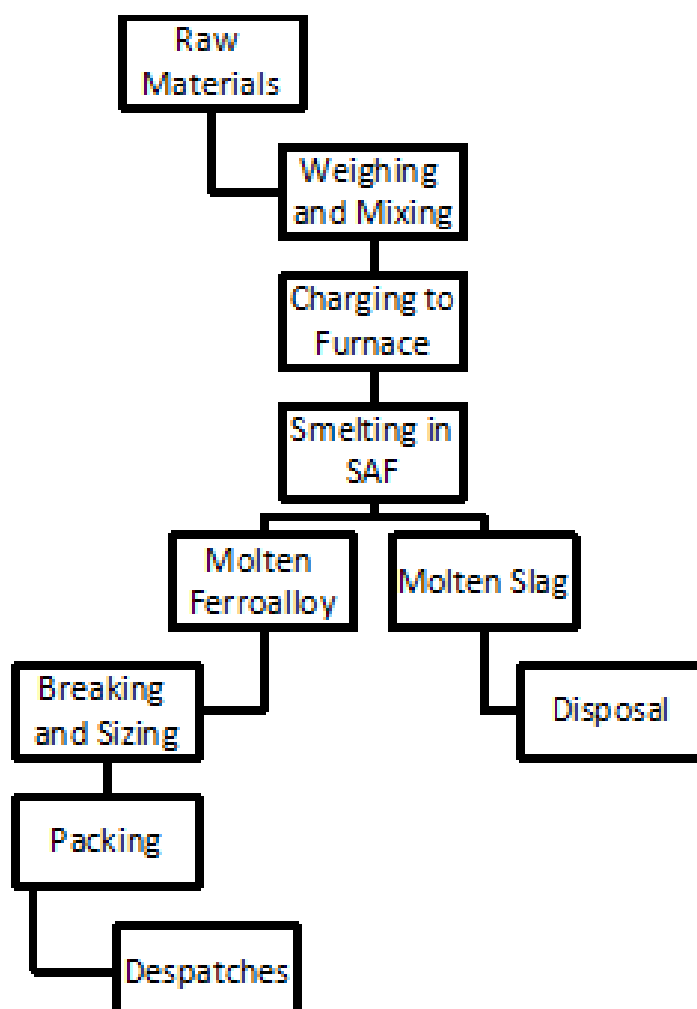 Raw
Materials
Weighing
and Mixing
Charging to
Furnace
Smelting in
SAF
Molten
Ferroalloy
Molten Slag
Breaking
and Sizing
Disposal
Packing
Despatches